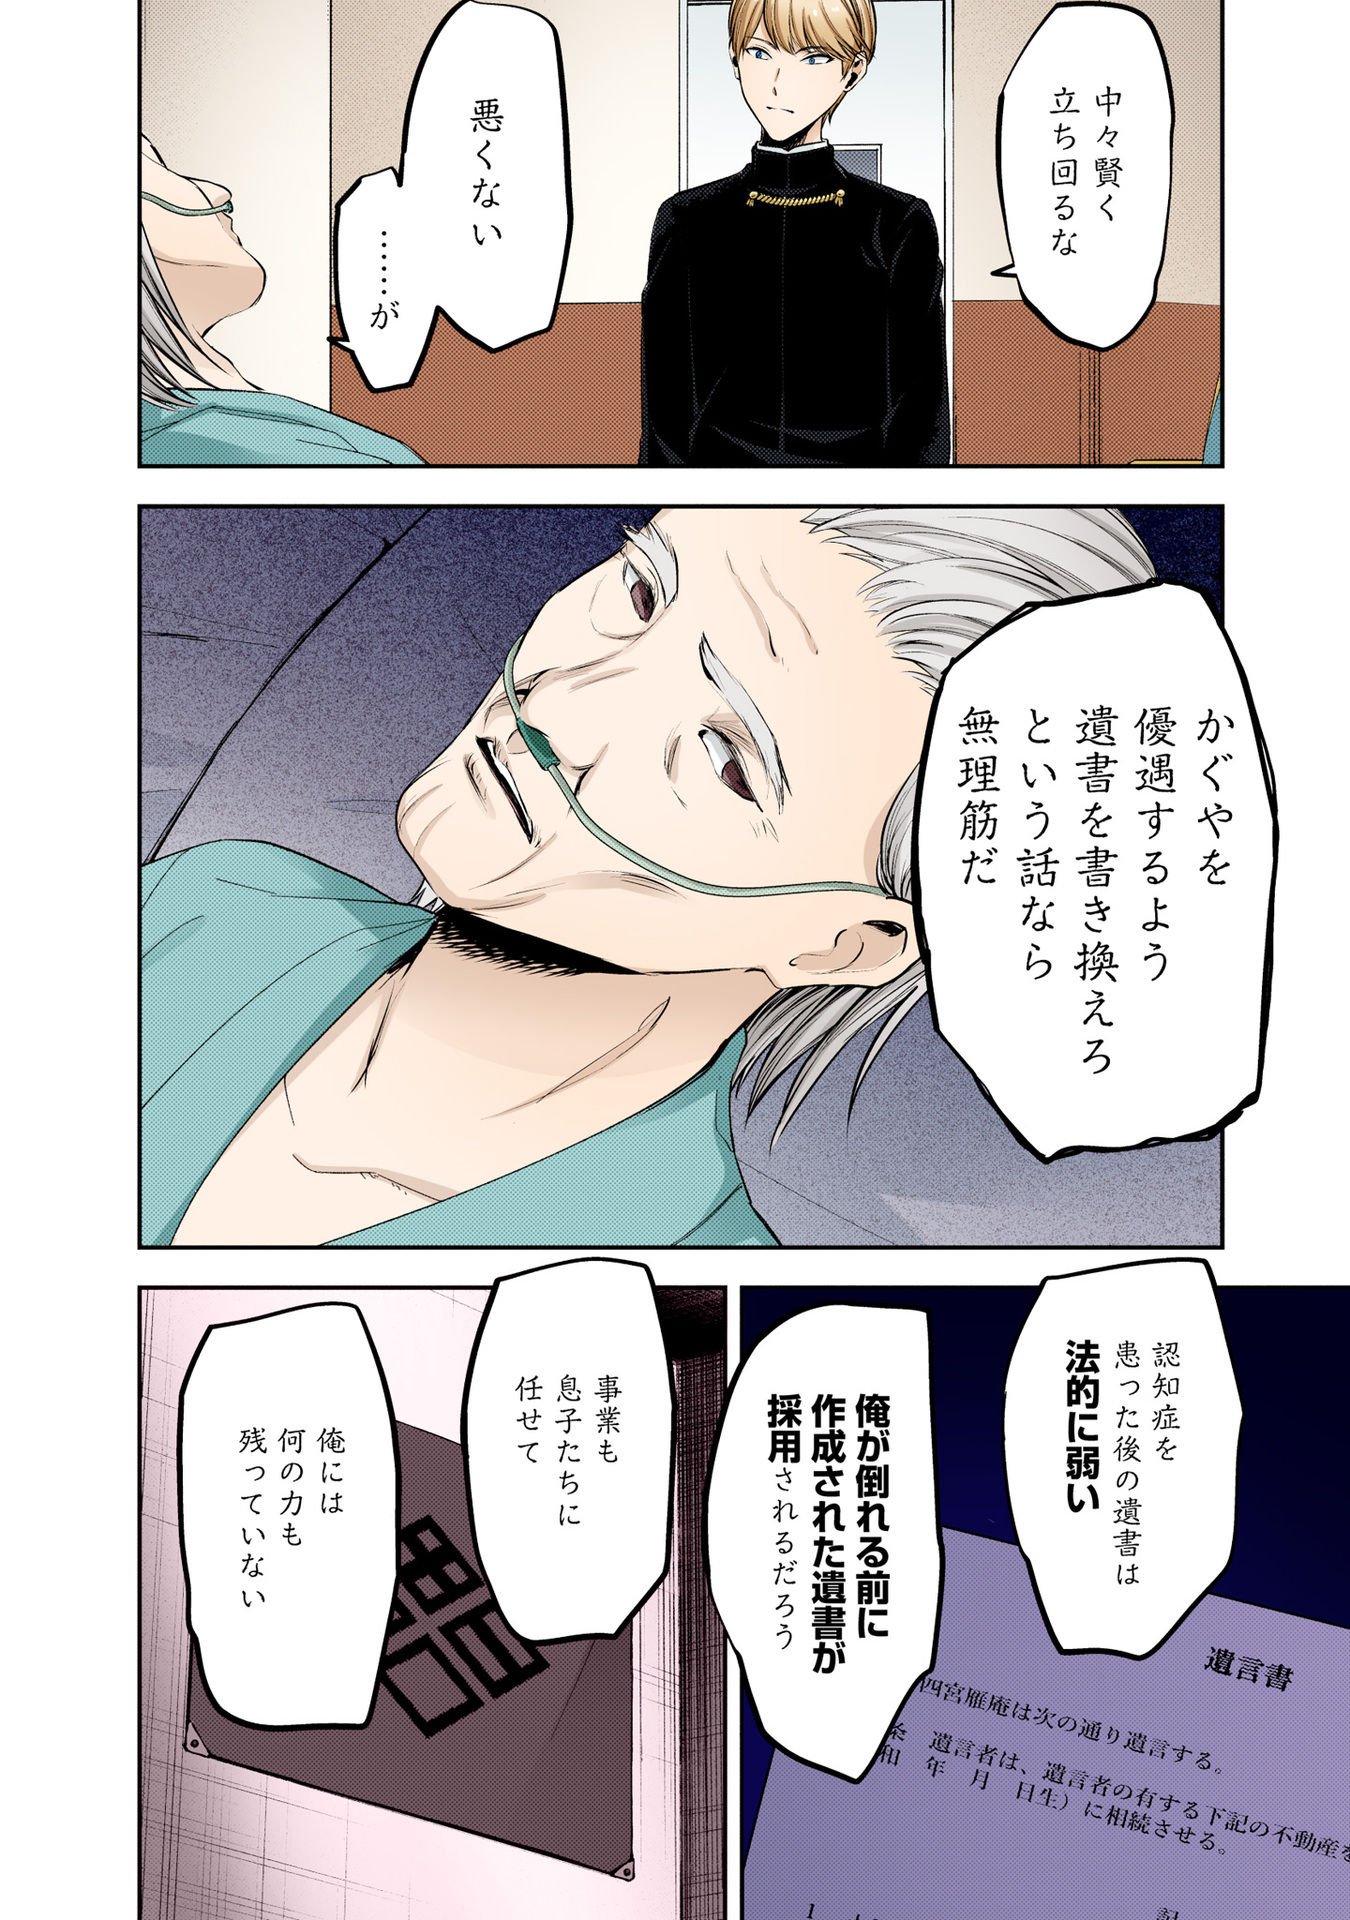 中々賢く
立ち回るな
悪くない
……が
かぐやを
優遇するよう
遺書を書き換えろ
という話なら
無理筋だ
認知症を
患った後の遺書は
法的に弱い
俺が倒れる前に
作成された遺書が
採用されるだろう
遺言書
四宮雁庵は次の通り遺言する。
条 遺言者は、遺言者の有する下記の不動産を
和 年 月 日生）に相続させる。
記
1
事業も
息子たちに
任せて
俺には
何の力も
残っていない